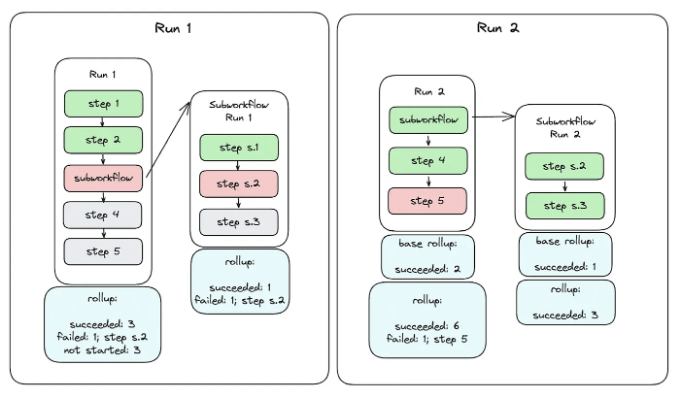 Run 1
Run 1
step 1
step 2
subworkflow
step 4
step 5
rollup:
succeeded: 3
failed: 1; step s.2
not started: 3
Subworkflow
Run 1
step s.1
step s.2
step s.3
rollup:
succeeded: 1
failed: 1; step s.2
Run 2
Run 2
subworkflow
step 4
step 5
base rollup:
succeeded: 2
rollup:
succeeded: 6
failed: 1; step 5
Subworkflow
Run 2
step s.2
step s.3
base rollup:
succeeded: 1
rollup:
succeeded: 3